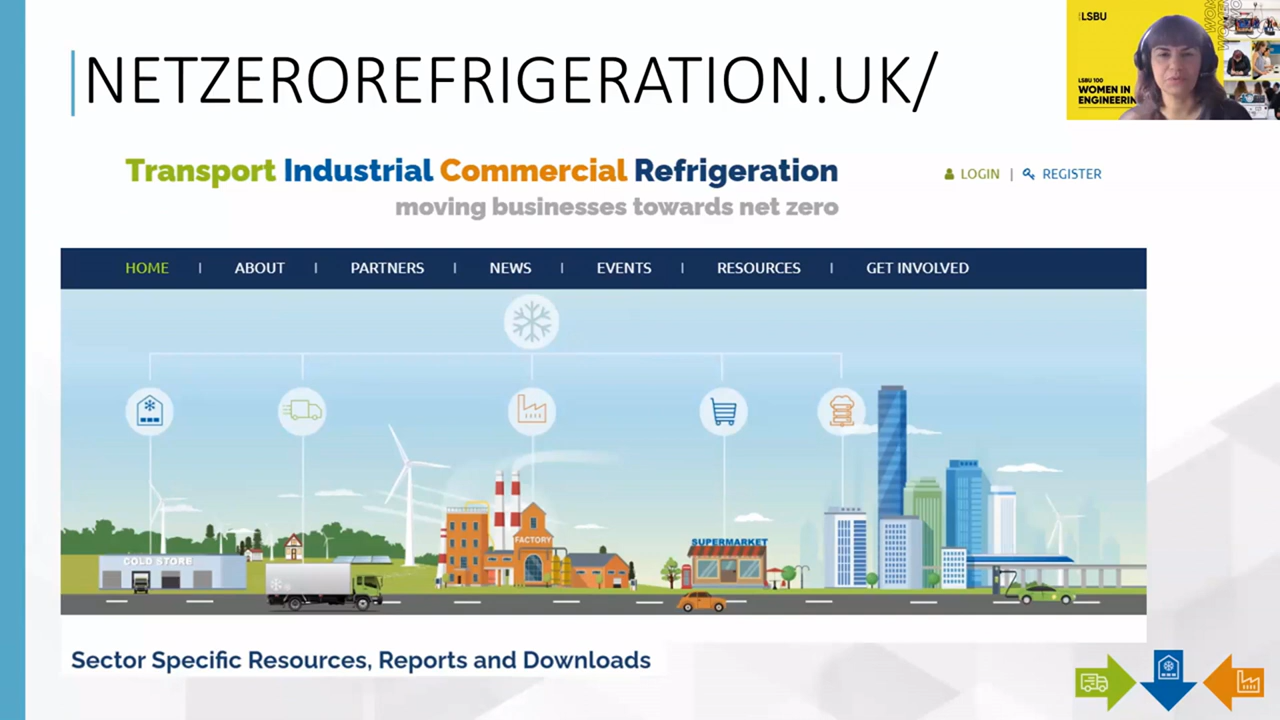 NETZEROREFRIGERATION.UK/
LSBU
LSBU 100
WOMEN IN
ENGINEERIN
Transport Industrial Commercial Refrigeration
moving businesses towards net zero
LOGIN | REGISTER
HOME | ABOUT | PARTNERS | NEWS | EVENTS | RESOURCES | GET INVOLVED
COLD STORE
FACTORY
SUPERMARKET
Sector Specific Resources, Reports and Downloads